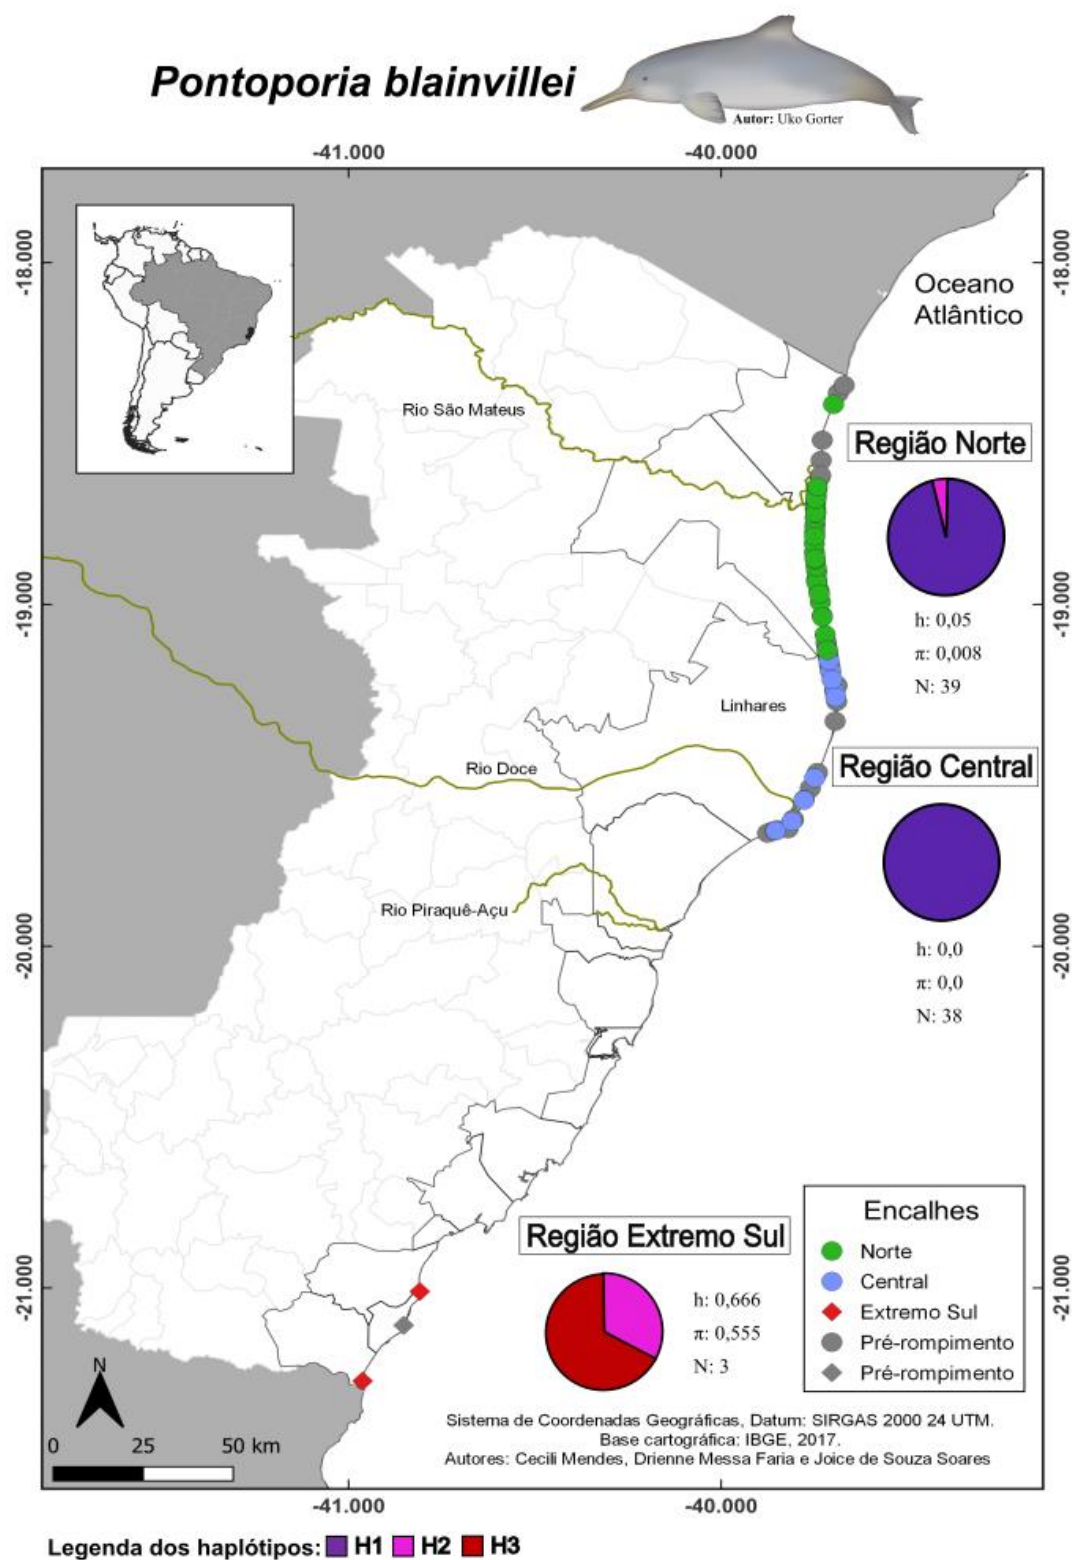 Pontoporia blainvillei
Autor: Uko Gorter
-41.000
-40.000
-18.000
-18.000
Oceano
Atlântico
Rio São Mateus
Região Norte
h: 0,05
π: 0,008
N: 39
-19.000
-19.000
Linhares
Rio Doce
Região Central
Rio Piraquê-Açu
h: 0,0
π: 0,0
N: 38
-20.000
-20.000
Região Extremo Sul
h: 0,666
π: 0,555
N: 3
-21.000
-21.000
Encalhes
Norte
Central
Extremo Sul
Pré-rompimento
Pré-rompimento
N
0 25 50 km
Sistema de Coordenadas Geográficas, Datum: SIRGAS 2000 24 UTM.
Base cartográfica: IBGE, 2017.
Autores: Cecili Mendes, Drienne Messa Faria e Joice de Souza Soares
-41.000
-40.000
Legenda dos haplótipos: H1 H2 H3